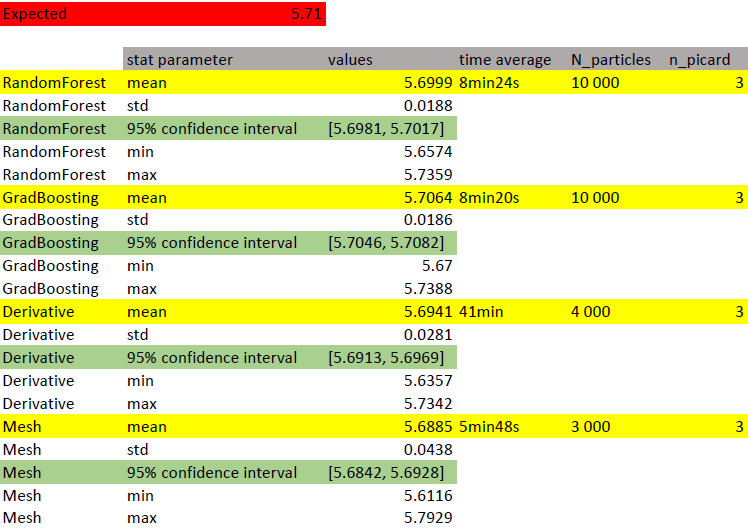 Expected 5.71
stat parameter values time average N_particles n_picard
RandomForest mean 5.6999 8min24s 10 000 3
RandomForest std 0.0188
RandomForest 95% confidence interval [5.6981, 5.7017]
RandomForest min 5.6574
RandomForest max 5.7359
GradBoosting mean 5.7064 8min20s 10 000 3
GradBoosting std 0.0186
GradBoosting 95% confidence interval [5.7046, 5.7082]
GradBoosting min 5.67
GradBoosting max 5.7388
Derivative mean 5.6941 41min 4 000 3
Derivative std 0.0281
Derivative 95% confidence interval [5.6913, 5.6969]
Derivative min 5.6357
Derivative max 5.7342
Mesh mean 5.6885 5min48s 3 000 3
Mesh std 0.0438
Mesh 95% confidence interval [5.6842, 5.6928]
Mesh min 5.6116
Mesh max 5.7929